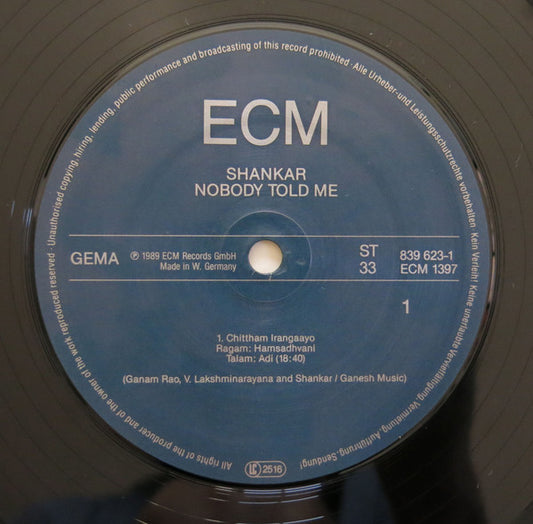 All rights of the producer and of the owner of the work reproduced reserved · Unauthorised copying, hiring, lending, public performance and broadcasting of this record prohibited · Alle Urheber-und Leistungsschutzrechte vorbehalten · Kein Verleih! Keine unerlaubte Vervielfältigung, Vermietung, Aufführung, Sendung!
ECM
SHANKAR
NOBODY TOLD ME
GEMA
℗ 1989 ECM Records GmbH
Made in W. Germany
ST
33
839 623-1
ECM 1397
1
1. Chittham Irangaayo
Ragam: Hamsadhvani
Talam: Adi (18:40)
(Ganam Rao, V. Lakshminarayana and Shankar / Ganesh Music)
LC 2516